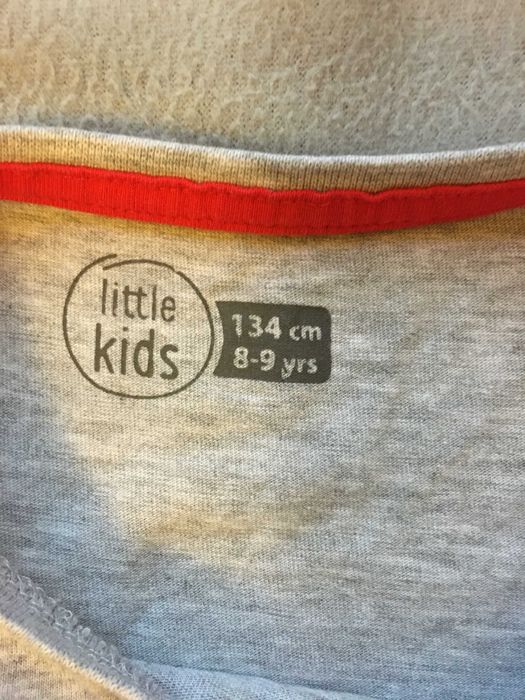 little
kids
134 cm
8-9 yrs